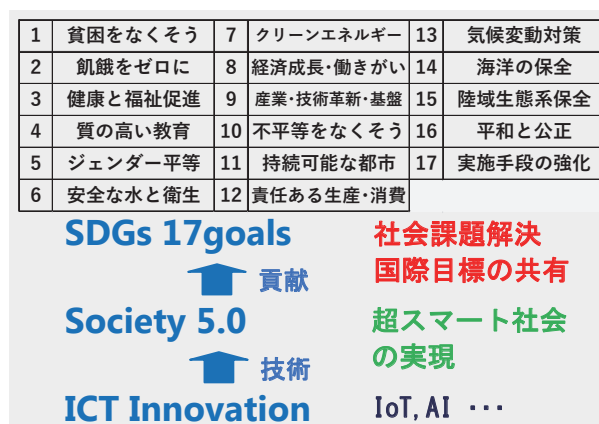 1 貧困をなくそう 7 クリーンエネルギー 13 気候変動対策
2 飢餓をゼロに 8 経済成長･働きがい 14 海洋の保全
3 健康と福祉促進 9 産業･技術革新･基盤 15 陸域生態系保全
4 質の高い教育 10 不平等をなくそう 16 平和と公正
5 ジェンダー平等 11 持続可能な都市 17 実施手段の強化
6 安全な水と衛生 12 責任ある生産･消費
SDGs 17goals 社会課題解決
国際目標の共有
貢献
Society 5.0 超スマート社会
の実現
技術
ICT Innovation IoT, AI ･･･